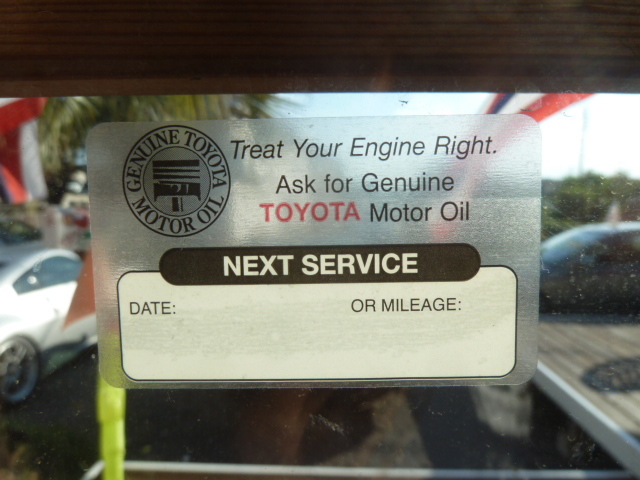 GENUINE TOYOTA
MOTOR OIL
Treat Your Engine Right.
Ask for Genuine
TOYOTA Motor Oil
NEXT SERVICE
DATE: OR MILEAGE: